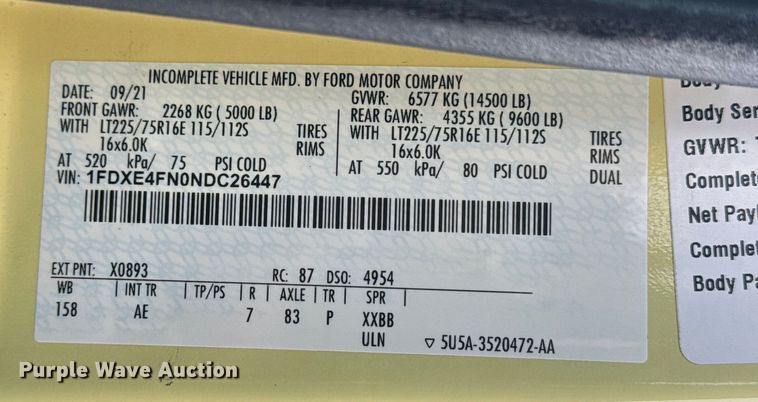 INCOMPLETE VEHICLE MFD. BY FORD MOTOR COMPANY
DATE: 09/21
GVWR: 6577 KG (14500 LB)
FRONT GAWR: 2268 KG ( 5000 LB)
REAR GAWR: 4355 KG ( 9600 LB)
WITH LT225/75R16E 115/112S TIRES
WITH LT225/75R16E 115/112S TIRES
16x6.0K RIMS
16x6.0K RIMS
AT 520 kPa/ 75 PSI COLD
AT 550 kPa/ 80 PSI COLD DUAL
VIN: 1FDXE4FN0NDC26447
EXT PNT: X0893 RC: 87 DSO: 4954
WB | INT TR | TP/PS | R | AXLE | TR | SPR
158 AE 7 83 P XXBB
ULN ▽ 5U5A-3520472-AA
Body Ser
GVWR:
Complet
Net Payl
Complet
Body Pa
Purple Wave Auction